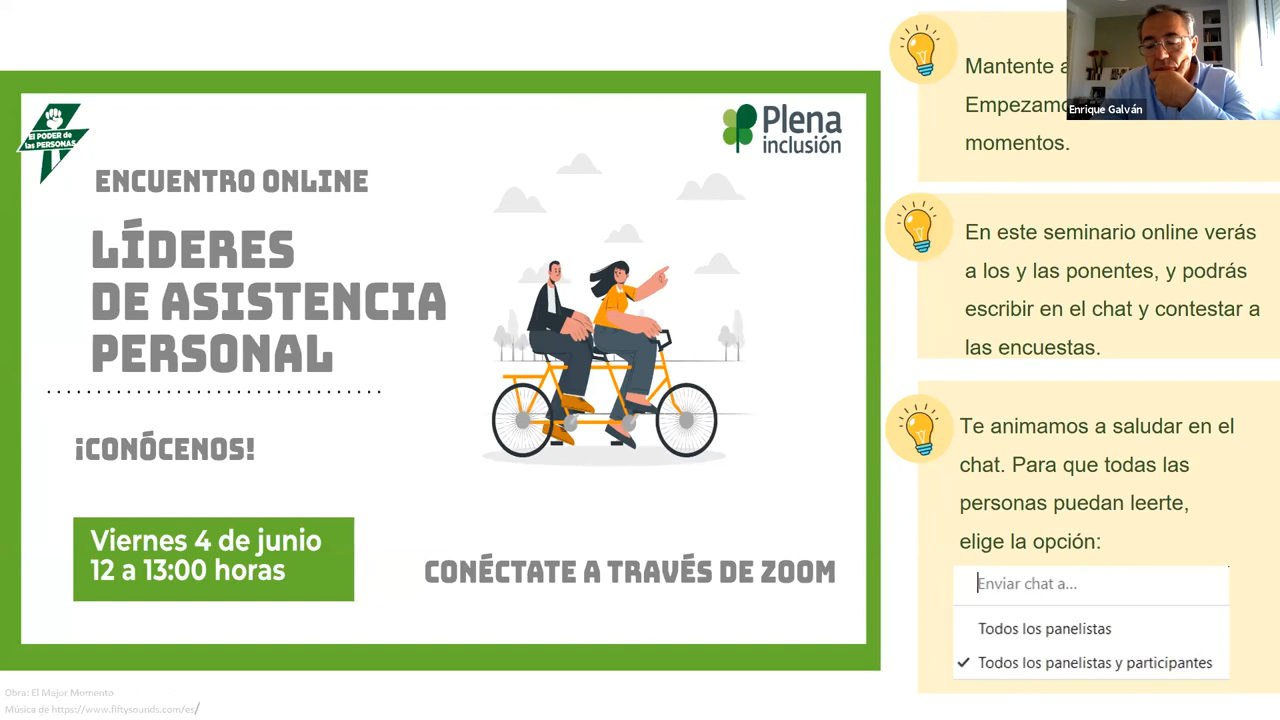 El PODER de
las PERSONAS
Plena
inclusión
ENCUENTRO ONLINE
LÍDERES
DE ASISTENCIA
PERSONAL
¡CONÓCENOS!
Viernes 4 de junio
12 a 13:00 horas
CONÉCTATE A TRAVÉS DE ZOOM
Obra: El Mejor Momento
Música de https://www.fiftysounds.com/es/
Mantente a
Empezamo
momentos.
Enrique Galván
En este seminario online verás
a los y las ponentes, y podrás
escribir en el chat y contestar a
las encuestas.
Te animamos a saludar en el
chat. Para que todas las
personas puedan leerte,
elige la opción:
Enviar chat a...
Todos los panelistas
Todos los panelistas y participantes